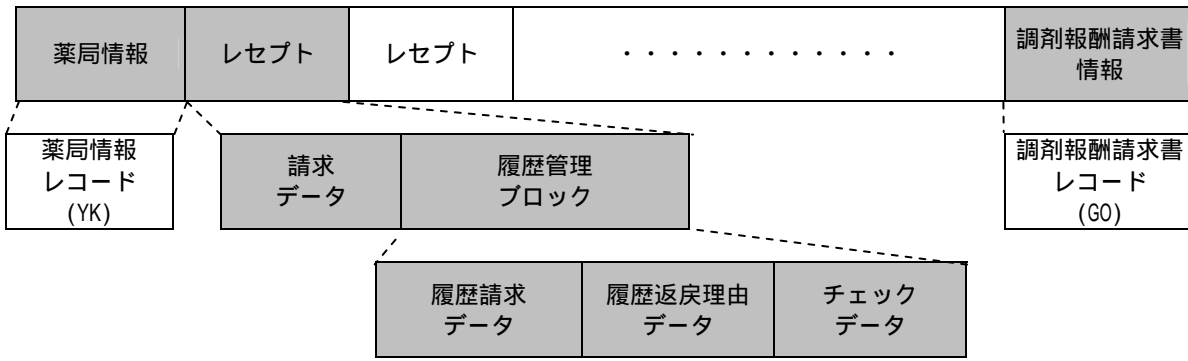 薬局情報
レセプト
レセプト
・・・・・・・・・・・・
調剤報酬請求書
情報
薬局情報
レコード
(YK)
請求
データ
履歴管理
ブロック
調剤報酬請求書
レコード
(GO)
履歴請求
データ
履歴返戻理由
データ
チェック
データ